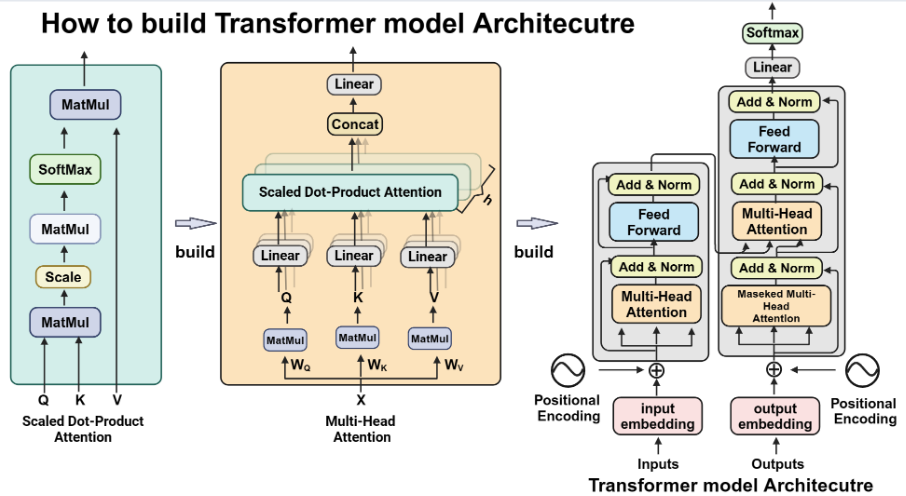 How to build Transformer model Architecutre
MatMul
SoftMax
MatMul
Scale
MatMul
Q K V
Scaled Dot-Product
Attention
build
Linear
Concat
Scaled Dot-Product Attention
h
Linear Linear Linear
Q K V
MatMul MatMul MatMul
WQ WK WV
X
Multi-Head
Attention
build
Softmax
Linear
Add & Norm
Feed
Forward
Add & Norm
Multi-Head
Attention
Add & Norm
Maseked Multi-
Head
Attention
Add & Norm
Feed
Forward
Add & Norm
Multi-Head
Attention
Positional
Encoding
input
embedding
output
embedding
Positional
Encoding
Inputs
Outputs
Transformer model Architecutre